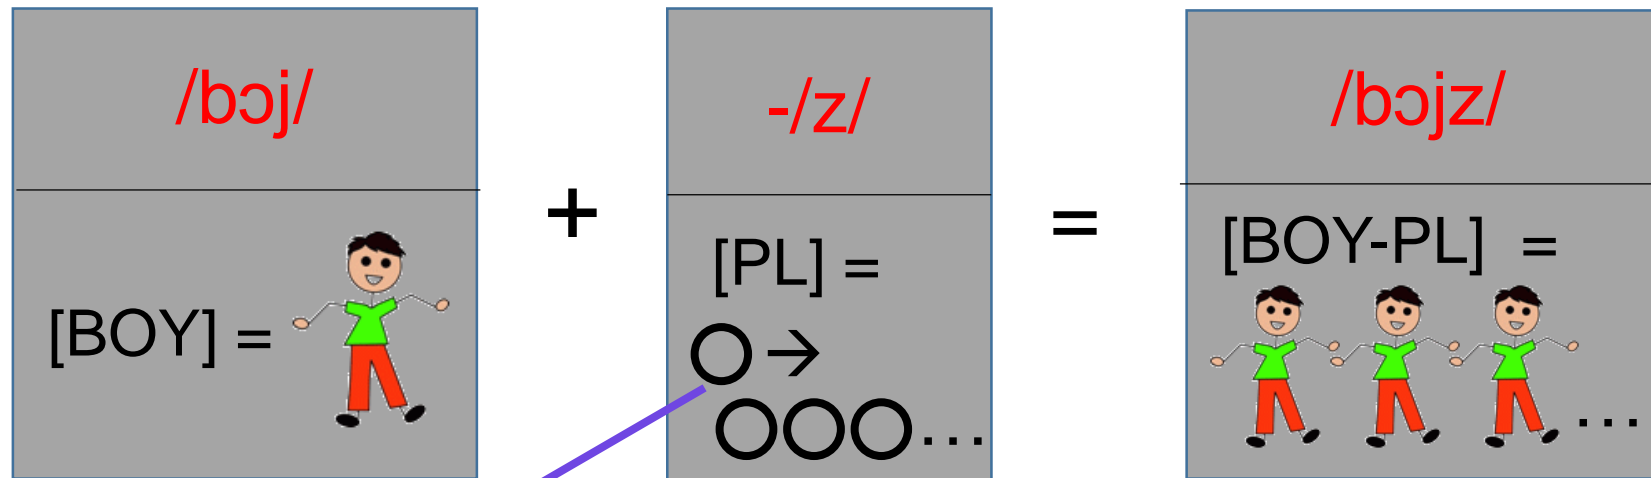 /bɔj/
[BOY] =
+
-/z/
[PL] =
○→
○○○…
=
/bɔjz/
[BOY-PL] =
…